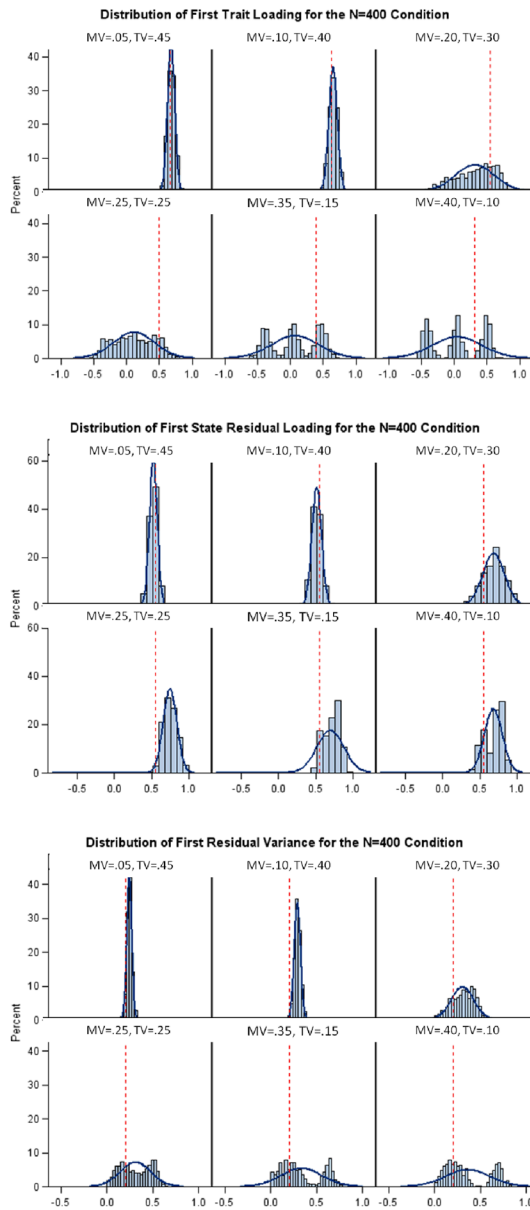 Distribution of First Trait Loading for the N=400 Condition
MV=.05, TV=.45 MV=.10, TV=.40 MV=.20, TV=.30
40
30
20
10
0
Percent
MV=.25, TV=.25 MV=.35, TV=.15 MV=.40, TV=.10
40
30
20
10
0
-1.0 -0.5 0.0 0.5 1.0 -1.0 -0.5 0.0 0.5 1.0 -1.0 -0.5 0.0 0.5 1.0
Distribution of First State Residual Loading for the N=400 Condition
MV=.05, TV=.45 MV=.10, TV=.40 MV=.20, TV=.30
60
40
20
0
Percent
MV=.25, TV=.25 MV=.35, TV=.15 MV=.40, TV=.10
60
40
20
0
-0.5 0.0 0.5 1.0 -0.5 0.0 0.5 1.0 -0.5 0.0 0.5 1.0
Distribution of First Residual Variance for the N=400 Condition
MV=.05, TV=.45 MV=.10, TV=.40 MV=.20, TV=.30
40
30
20
10
0
Percent
MV=.25, TV=.25 MV=.35, TV=.15 MV=.40, TV=.10
40
30
20
10
0
-0.5 0.0 0.5 1.0 -0.5 0.0 0.5 1.0 -0.5 0.0 0.5 1.0